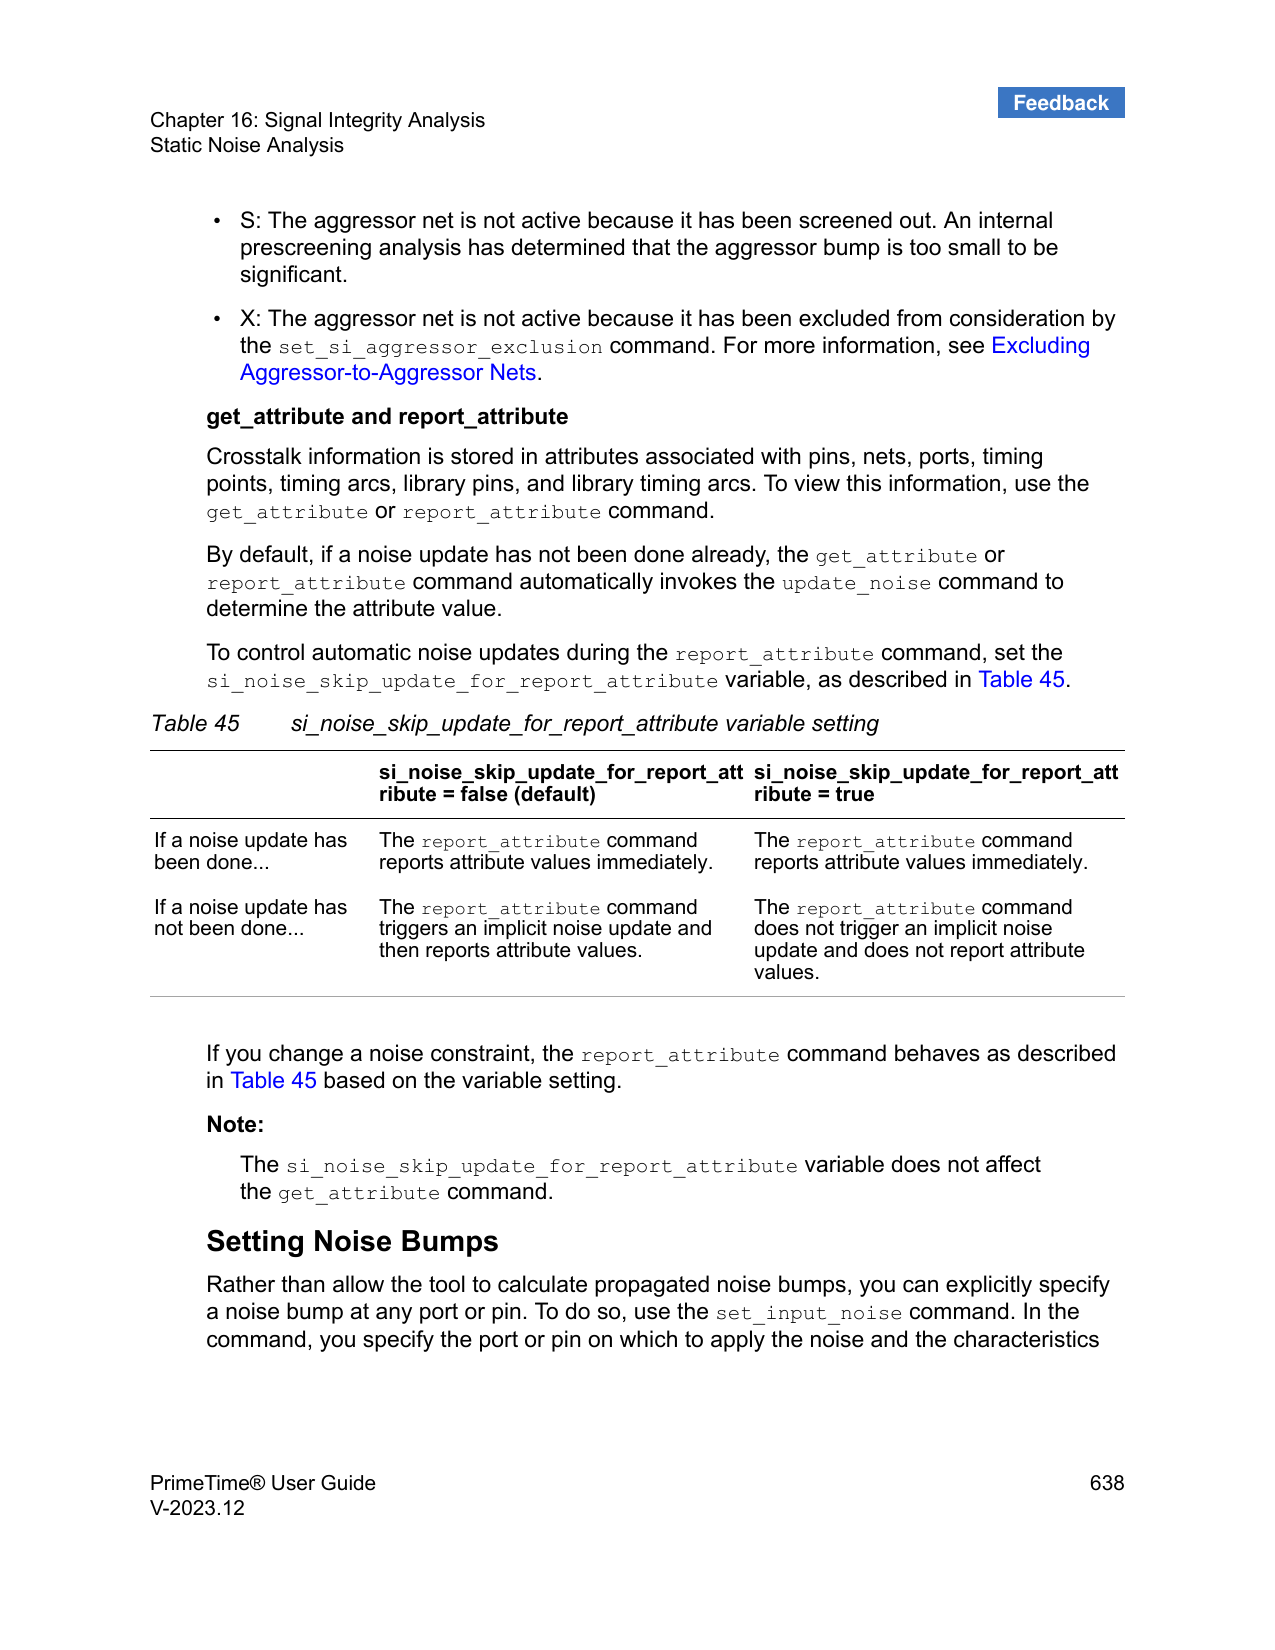 Feedback
Chapter 16: Signal Integrity Analysis
Static Noise Analysis
• S: The aggressor net is not active because it has been screened out. An internal
prescreening analysis has determined that the aggressor bump is too small to be
significant.
• X: The aggressor net is not active because it has been excluded from consideration by
the set_si_aggressor_exclusion command. For more information, see Excluding
Aggressor-to-Aggressor Nets.
get_attribute and report_attribute
Crosstalk information is stored in attributes associated with pins, nets, ports, timing
points, timing arcs, library pins, and library timing arcs. To view this information, use the
get_attribute or report_attribute command.
By default, if a noise update has not been done already, the get_attribute or
report_attribute command automatically invokes the update_noise command to
determine the attribute value.
To control automatic noise updates during the report_attribute command, set the
si_noise_skip_update_for_report_attribute variable, as described in Table 45.
Table 45 si_noise_skip_update_for_report_attribute variable setting
si_noise_skip_update_for_report_att si_noise_skip_update_for_report_att
ribute = false (default) ribute = true
If a noise update has The report_attribute command The report_attribute command
been done... reports attribute values immediately. reports attribute values immediately.
If a noise update has The report_attribute command The report_attribute command
not been done... triggers an implicit noise update and does not trigger an implicit noise
then reports attribute values. update and does not report attribute
values.
If you change a noise constraint, the report_attribute command behaves as described
in Table 45 based on the variable setting.
Note:
The si_noise_skip_update_for_report_attribute variable does not affect
the get_attribute command.
Setting Noise Bumps
Rather than allow the tool to calculate propagated noise bumps, you can explicitly specify
a noise bump at any port or pin. To do so, use the set_input_noise command. In the
command, you specify the port or pin on which to apply the noise and the characteristics
PrimeTime® User Guide 638
V-2023.12